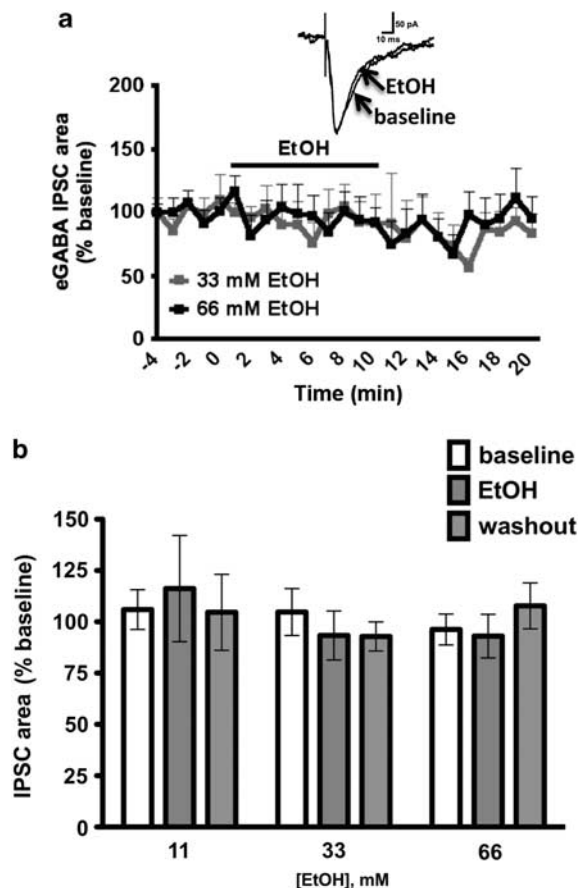 a
50 pA
10 ms
EtOH
baseline
200
150
100
50
0
EtOH
33 mM EtOH
66 mM EtOH
eGABA IPSC area
(% baseline)
-4 -2 0 2 4 6 8 10 12 14 16 18 20
Time (min)
b
baseline
EtOH
washout
150
125
100
75
50
25
0
IPSC area (% baseline)
11 33 66
[EtOH], mM